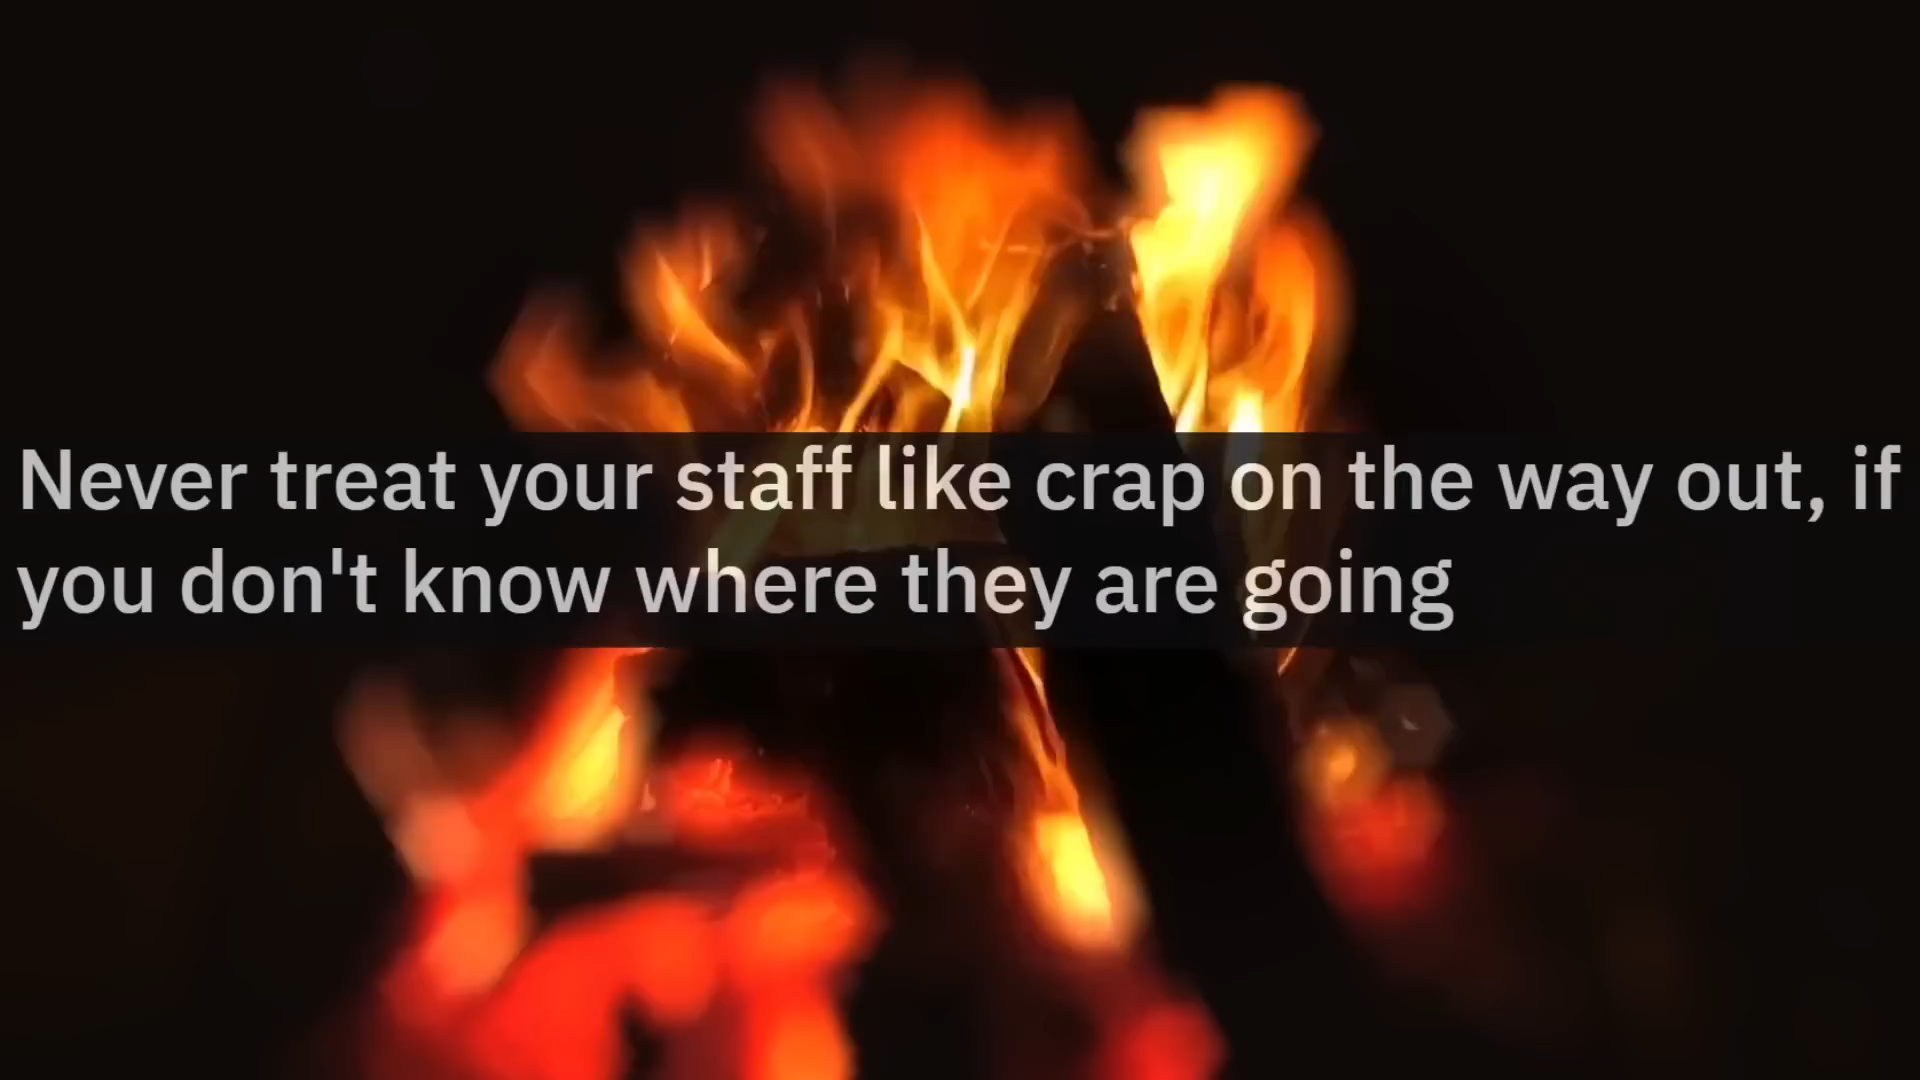 Never treat your staff like crap on the way out, if
you don't know where they are going